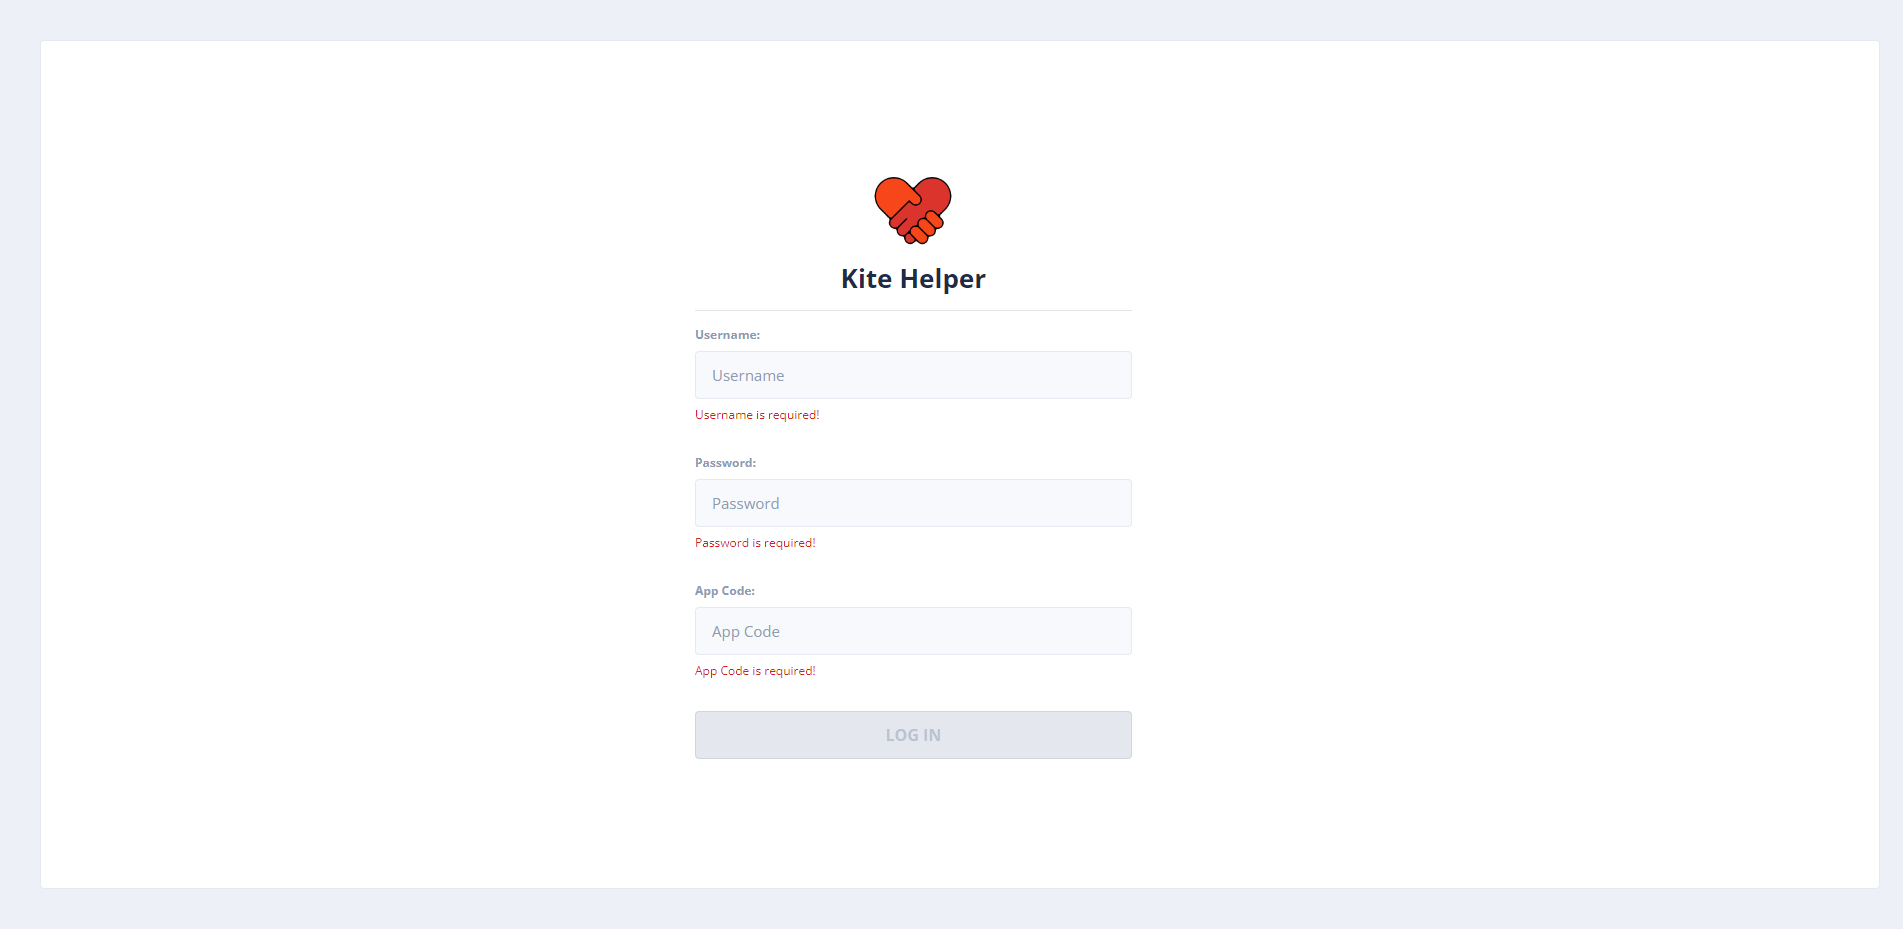 Kite Helper
Username:
Username
Username is required!
Password:
Password
Password is required!
App Code:
App Code
App Code is required!
LOG IN